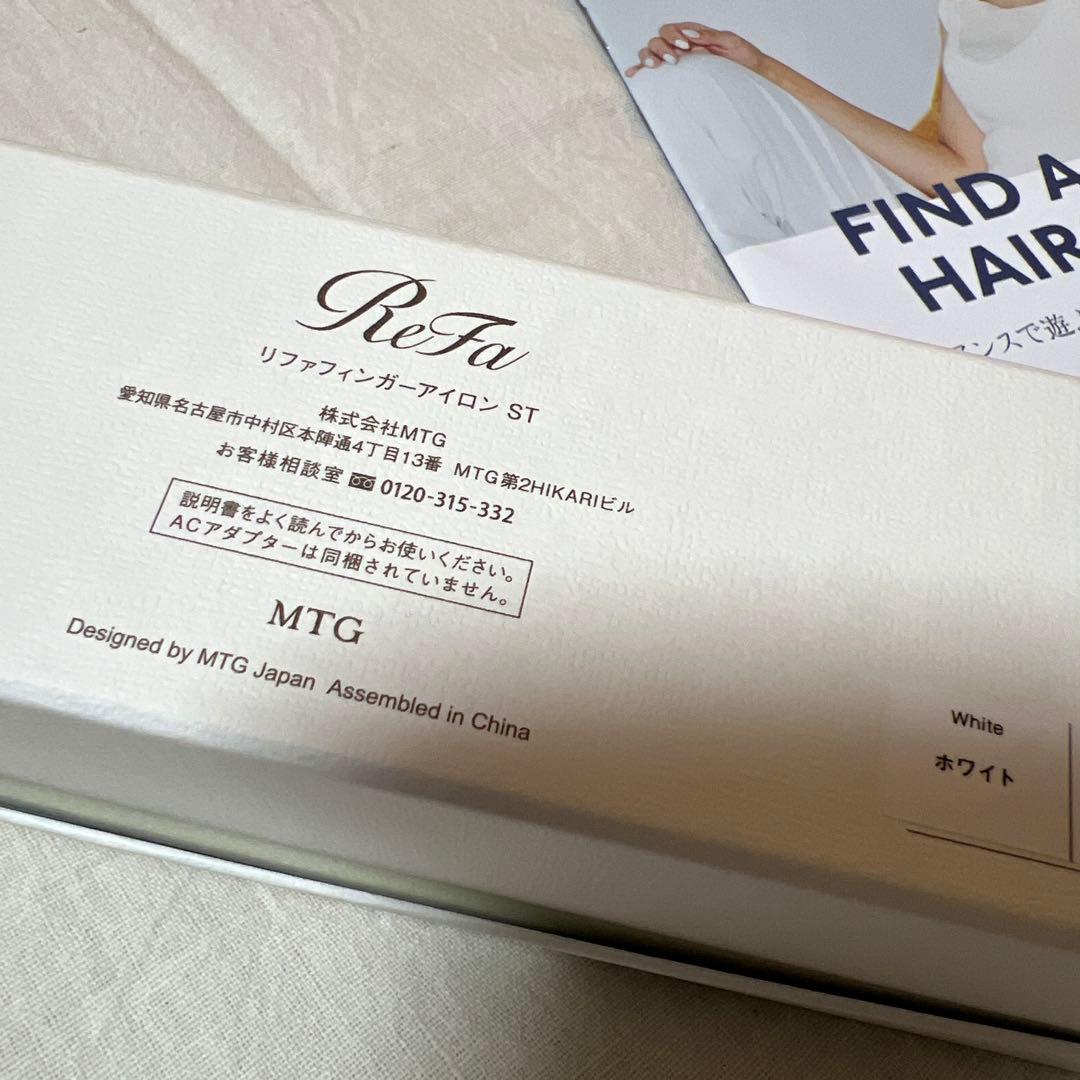 FIND A
HAIR
ンスで遊
ReFa
リファフィンガーアイロン ST
株式会社MTG
愛知県名古屋市中村区本陣通4丁目13番 MTG第2HIKARIビル
お客様相談室 0120-315-332
説明書をよく読んでからお使いください。
ACアダプターは同梱されていません。
MTG
Designed by MTG Japan Assembled in China
White
ホワイト